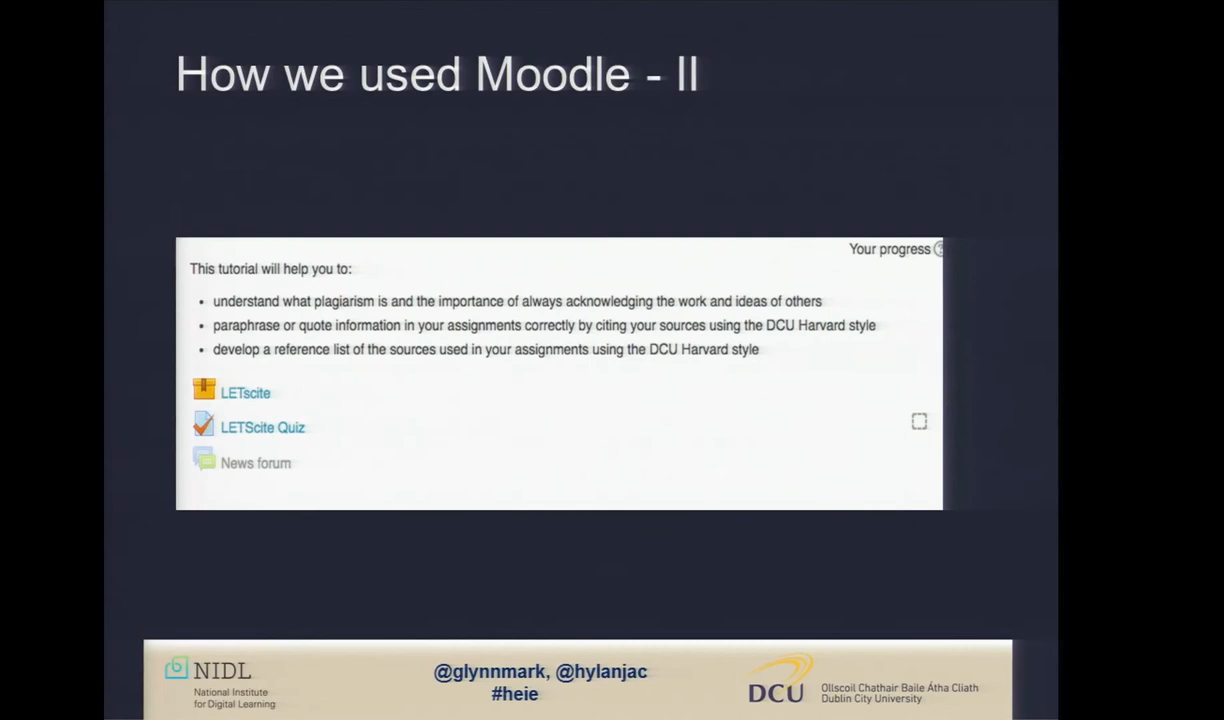 How we used Moodle - II
Your progress
This tutorial will help you to:
• understand what plagiarism is and the importance of always acknowledging the work and ideas of others
• paraphrase or quote information in your assignments correctly by citing your sources using the DCU Harvard style
• develop a reference list of the sources used in your assignments using the DCU Harvard style
LETscite
LETScite Quiz
News forum
NIDL
National Institute
for Digital Learning
@glynnmark, @hylanjac
#heie
DCU
Ollscoil Chathair Baile Átha Cliath
Dublin City University